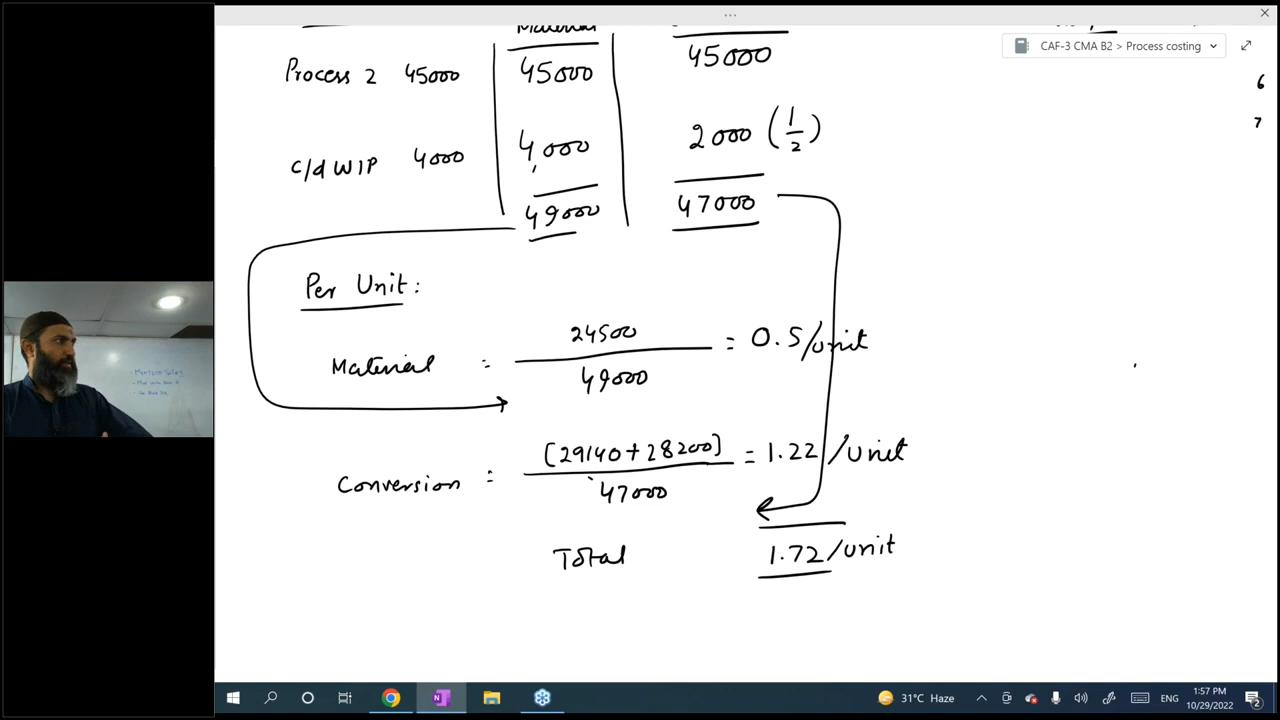 CAF-3 CMA B2 > Process costing
Material
45000
Process 2 45000 45000
6
7
c/d WIP 4000 4,000 2000 (1/2)
49000 47000
Per Unit:
Material = 24500 / 49000 = 0.5/unit
Conversion = [29140+28200] / 47000 = 1.22/unit
Total 1.72/unit
31°C Haze
ENG
1:57 PM
10/29/2022
2